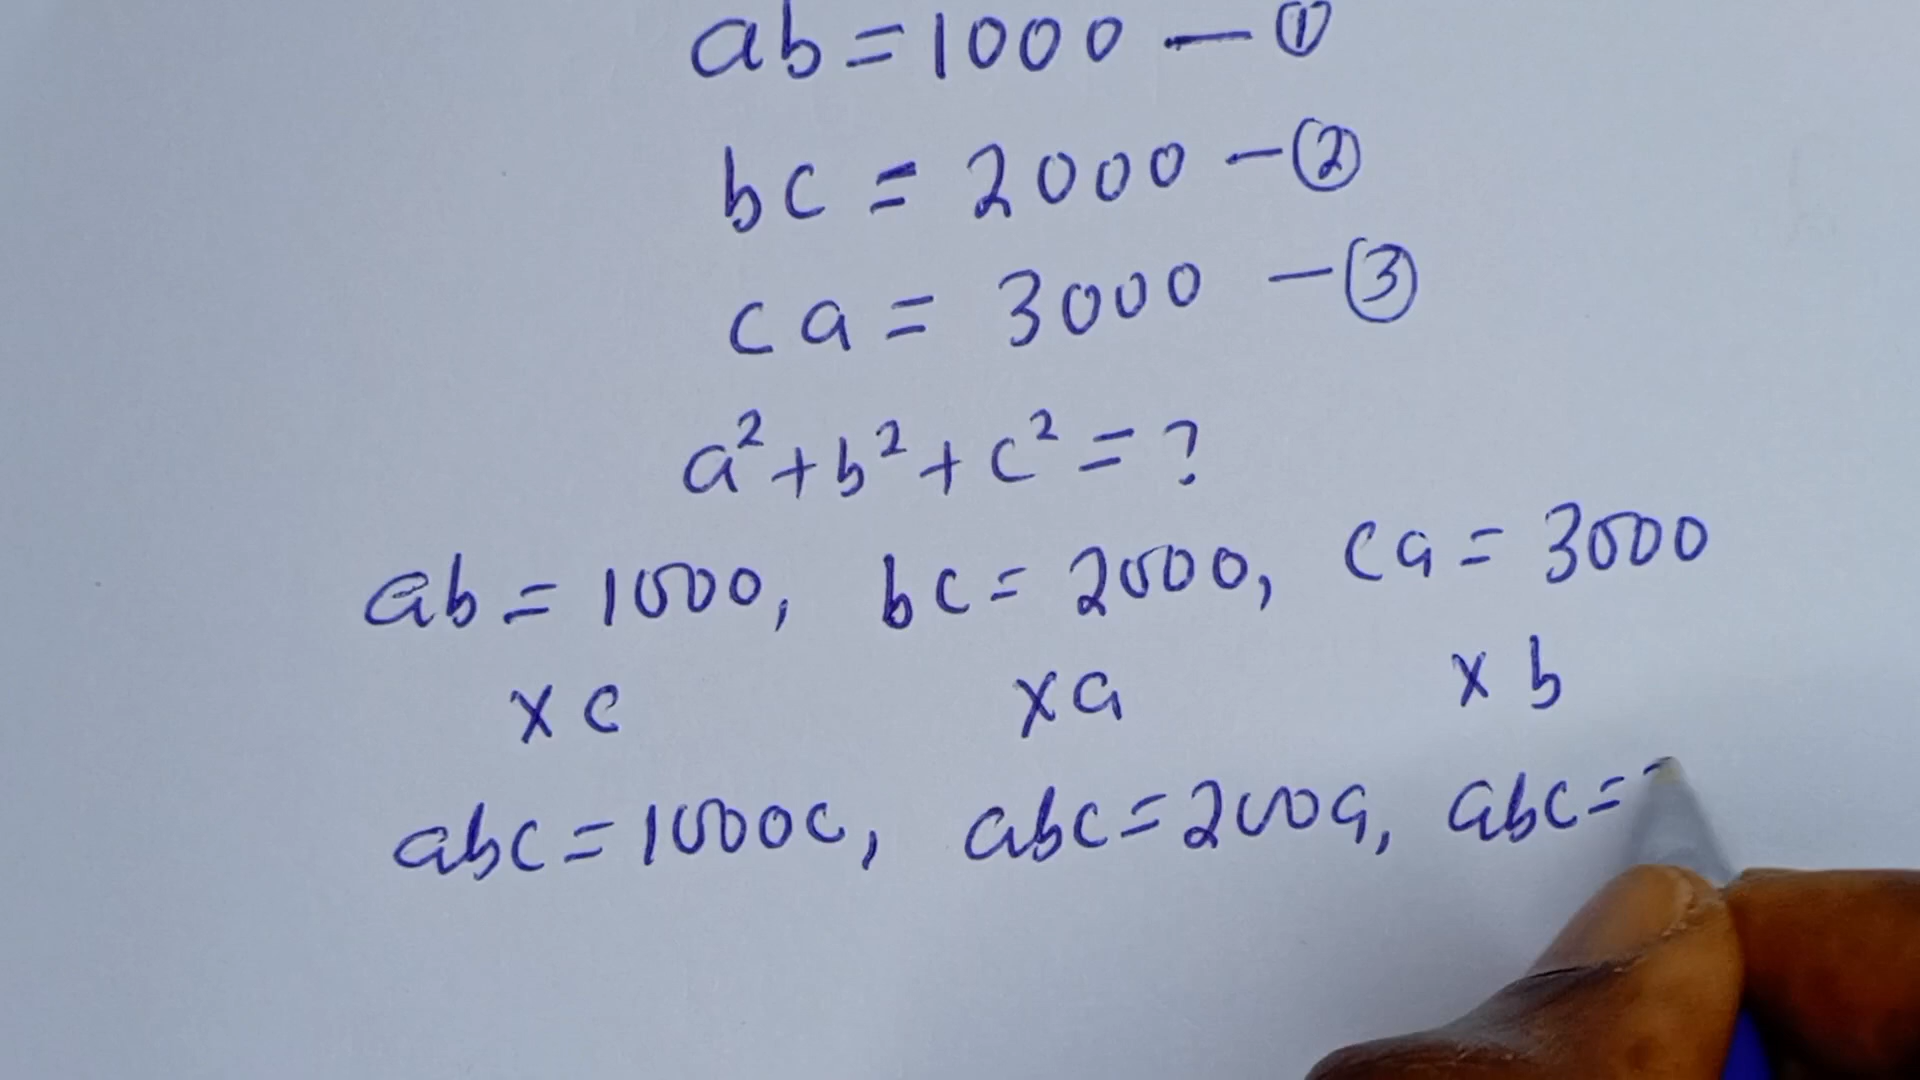 ab = 1000 — ①
bc = 2000 — ②
ca = 3000 — ③
a² + b² + c² = ?
ab = 1000, bc = 2000, ca = 3000
x c x a x b
abc = 1000c, abc = 200a, abc =